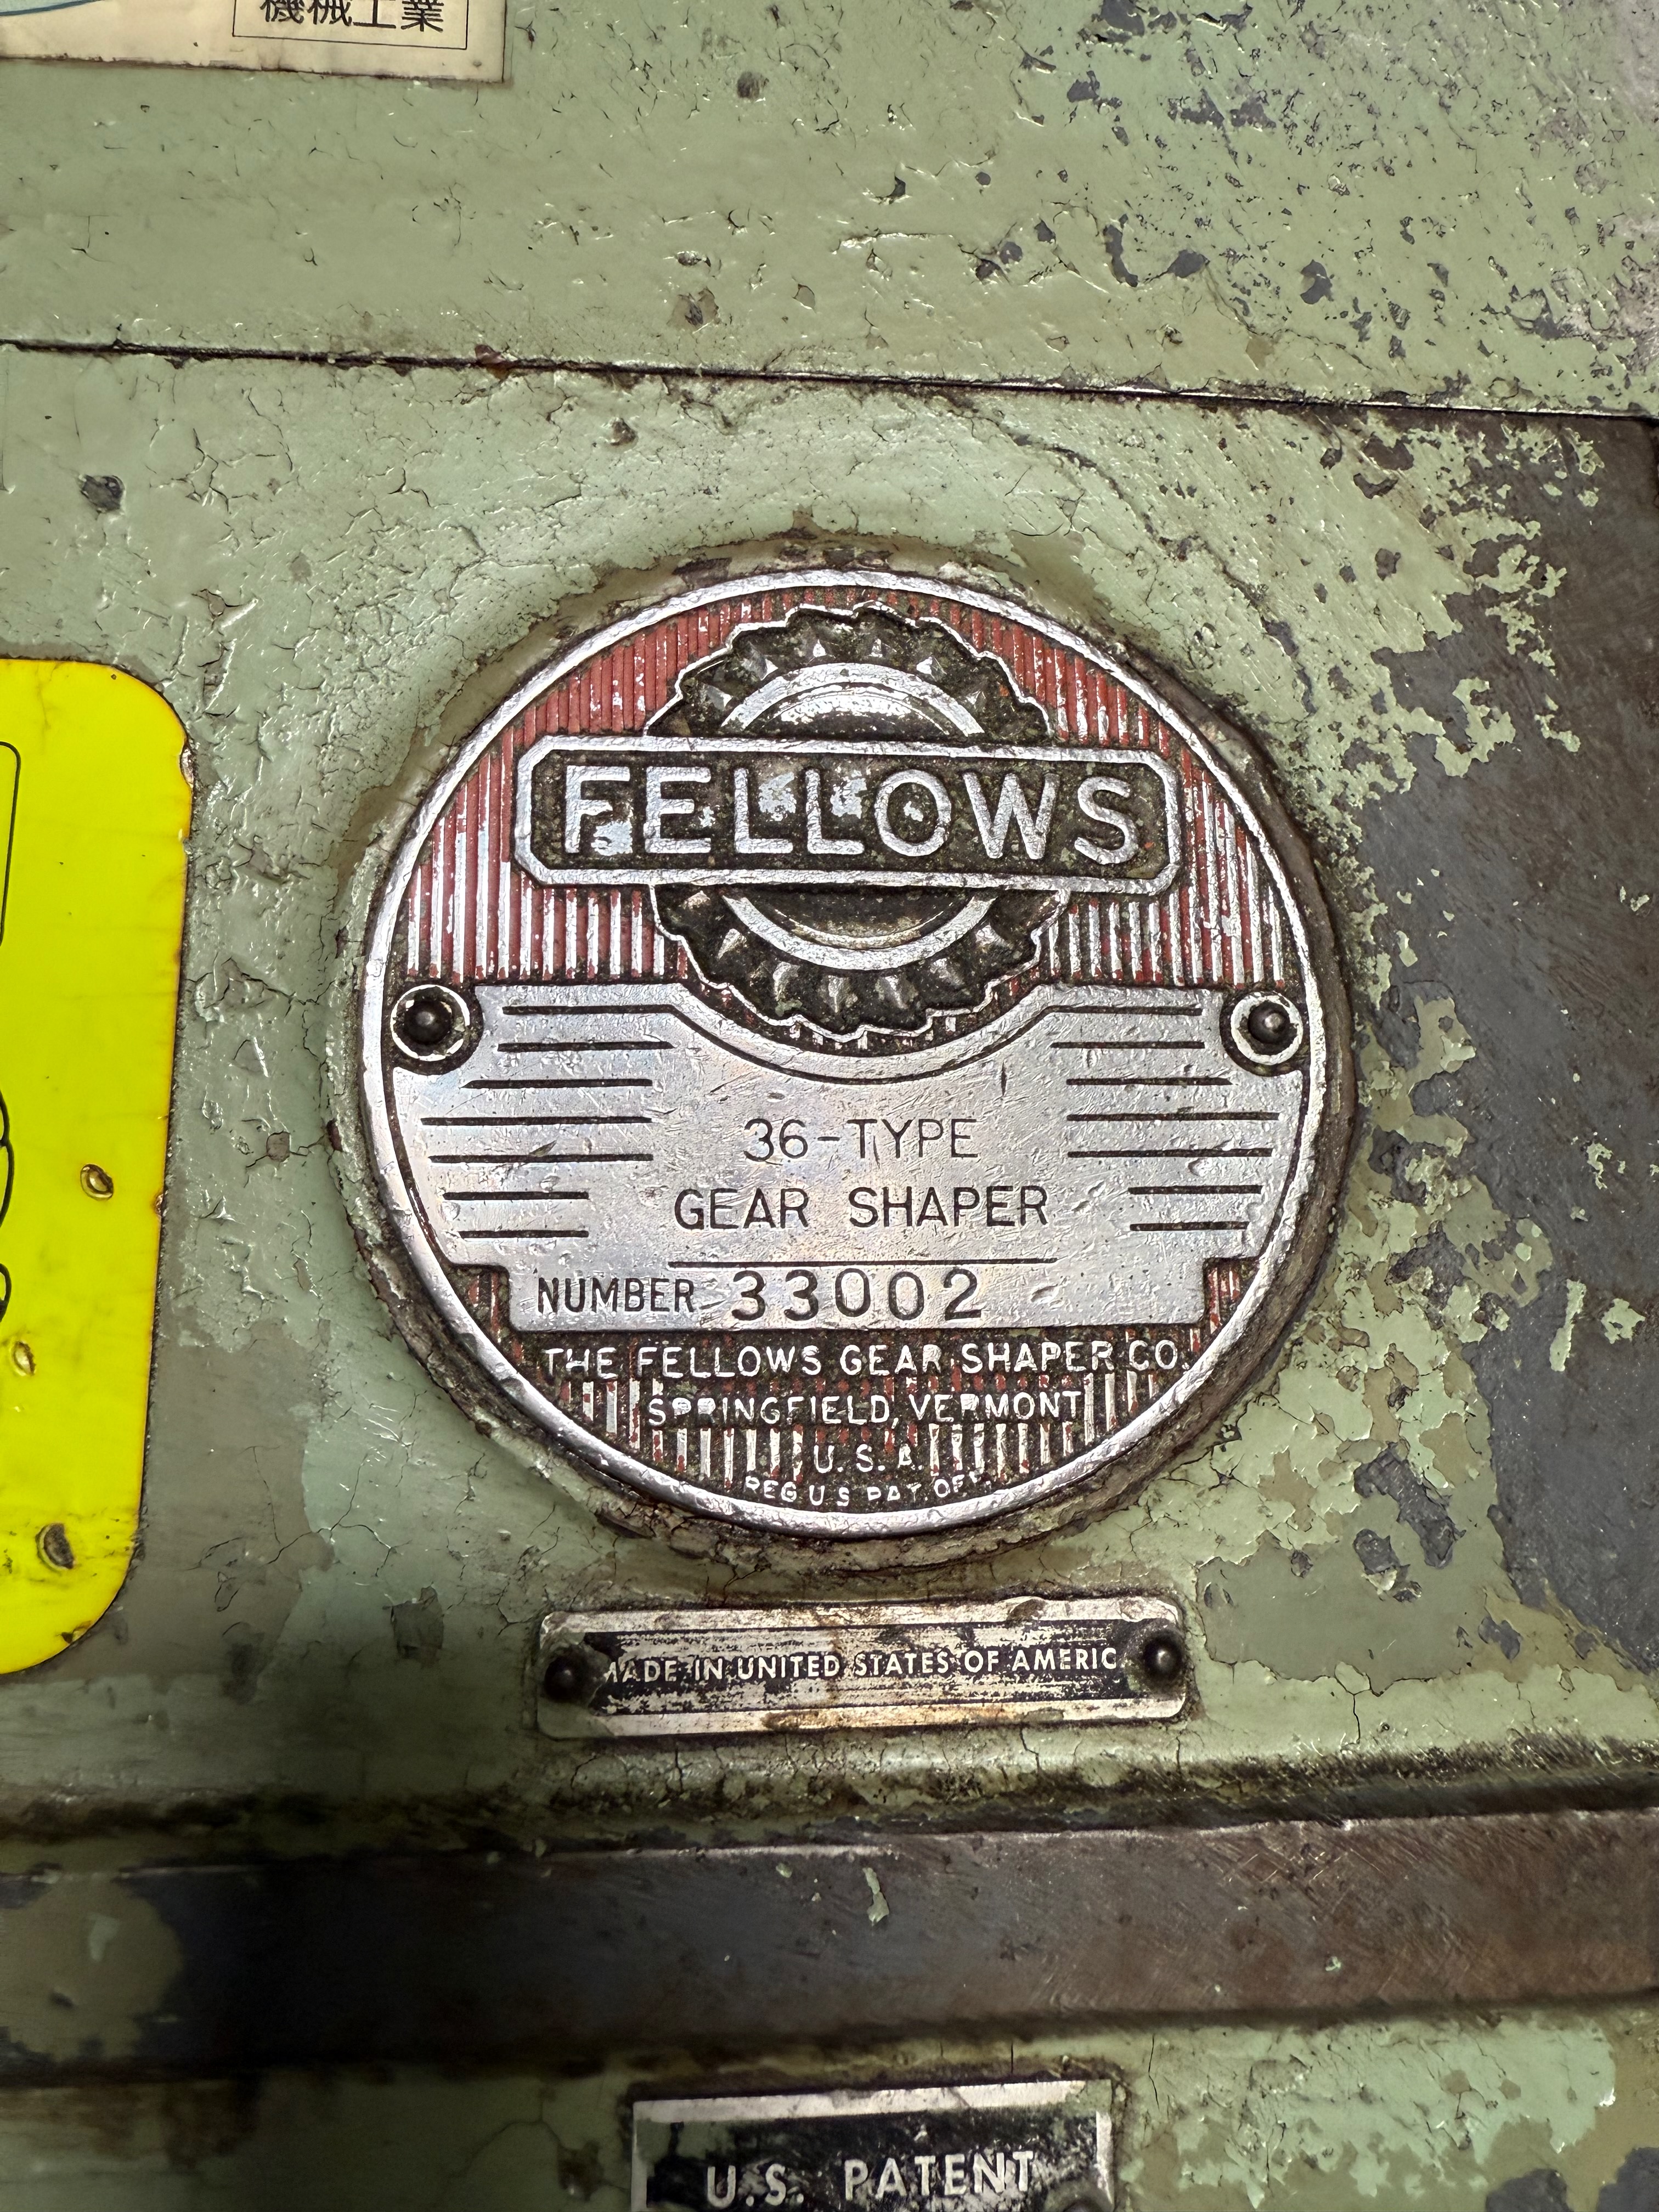 機械工業
FELLOWS
36-TYPE
GEAR SHAPER
NUMBER 33002
THE FELLOWS GEAR SHAPER CO.
SPRINGFIELD, VERMONT
U. S. A.
REG U S PAT. OFF.
MADE IN UNITED STATES OF AMERIC
U.S. PATENT